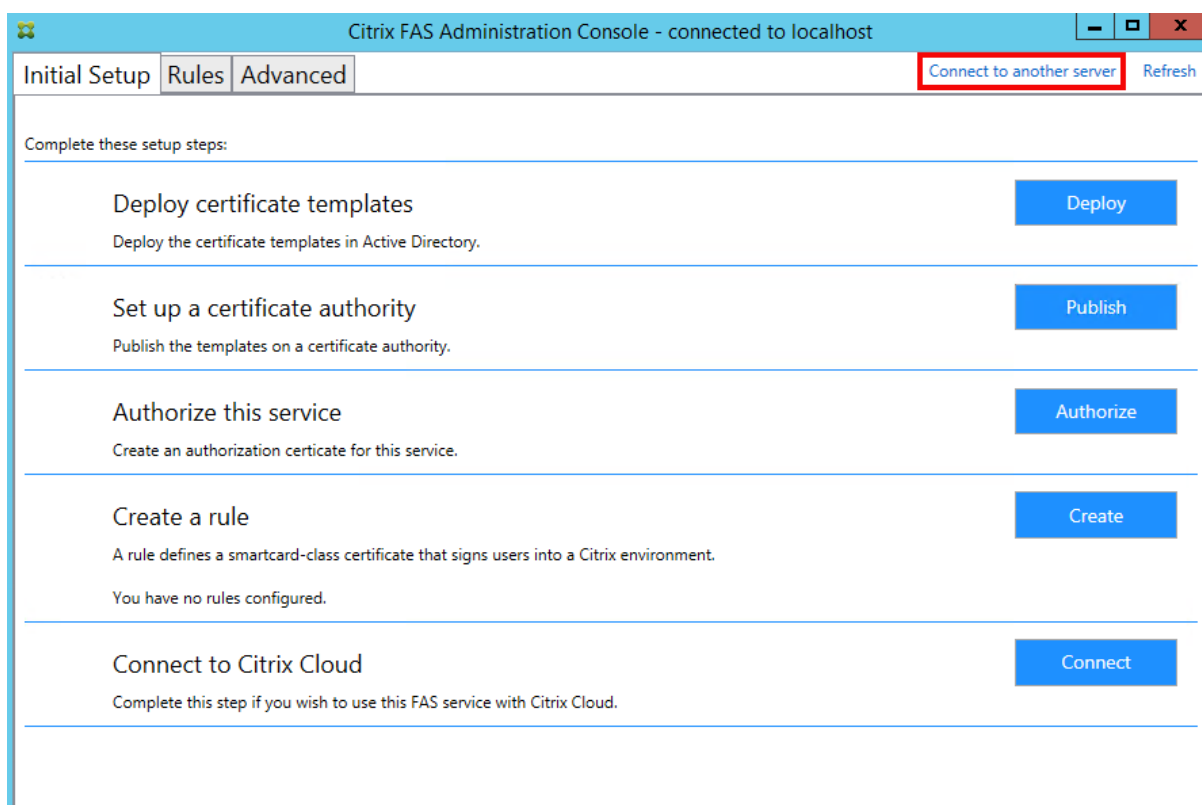 Citrix FAS Administration Console - connected to localhost
Initial Setup Rules Advanced Connect to another server Refresh
Complete these setup steps:
Deploy certificate templates
Deploy
Deploy the certificate templates in Active Directory.
Set up a certificate authority
Publish
Publish the templates on a certificate authority.
Authorize this service
Authorize
Create an authorization certicate for this service.
Create a rule
Create
A rule defines a smartcard-class certificate that signs users into a Citrix environment.
You have no rules configured.
Connect to Citrix Cloud
Connect
Complete this step if you wish to use this FAS service with Citrix Cloud.